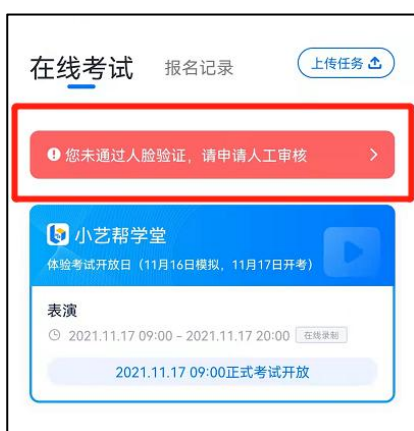 在线考试 报名记录 上传任务
您未通过人脸验证，请申请人工审核
小艺帮学堂
体验考试开放日（11月16日模拟，11月17日开考）
表演
2021.11.17 09:00 - 2021.11.17 20:00 在线录制
2021.11.17 09:00正式考试开放